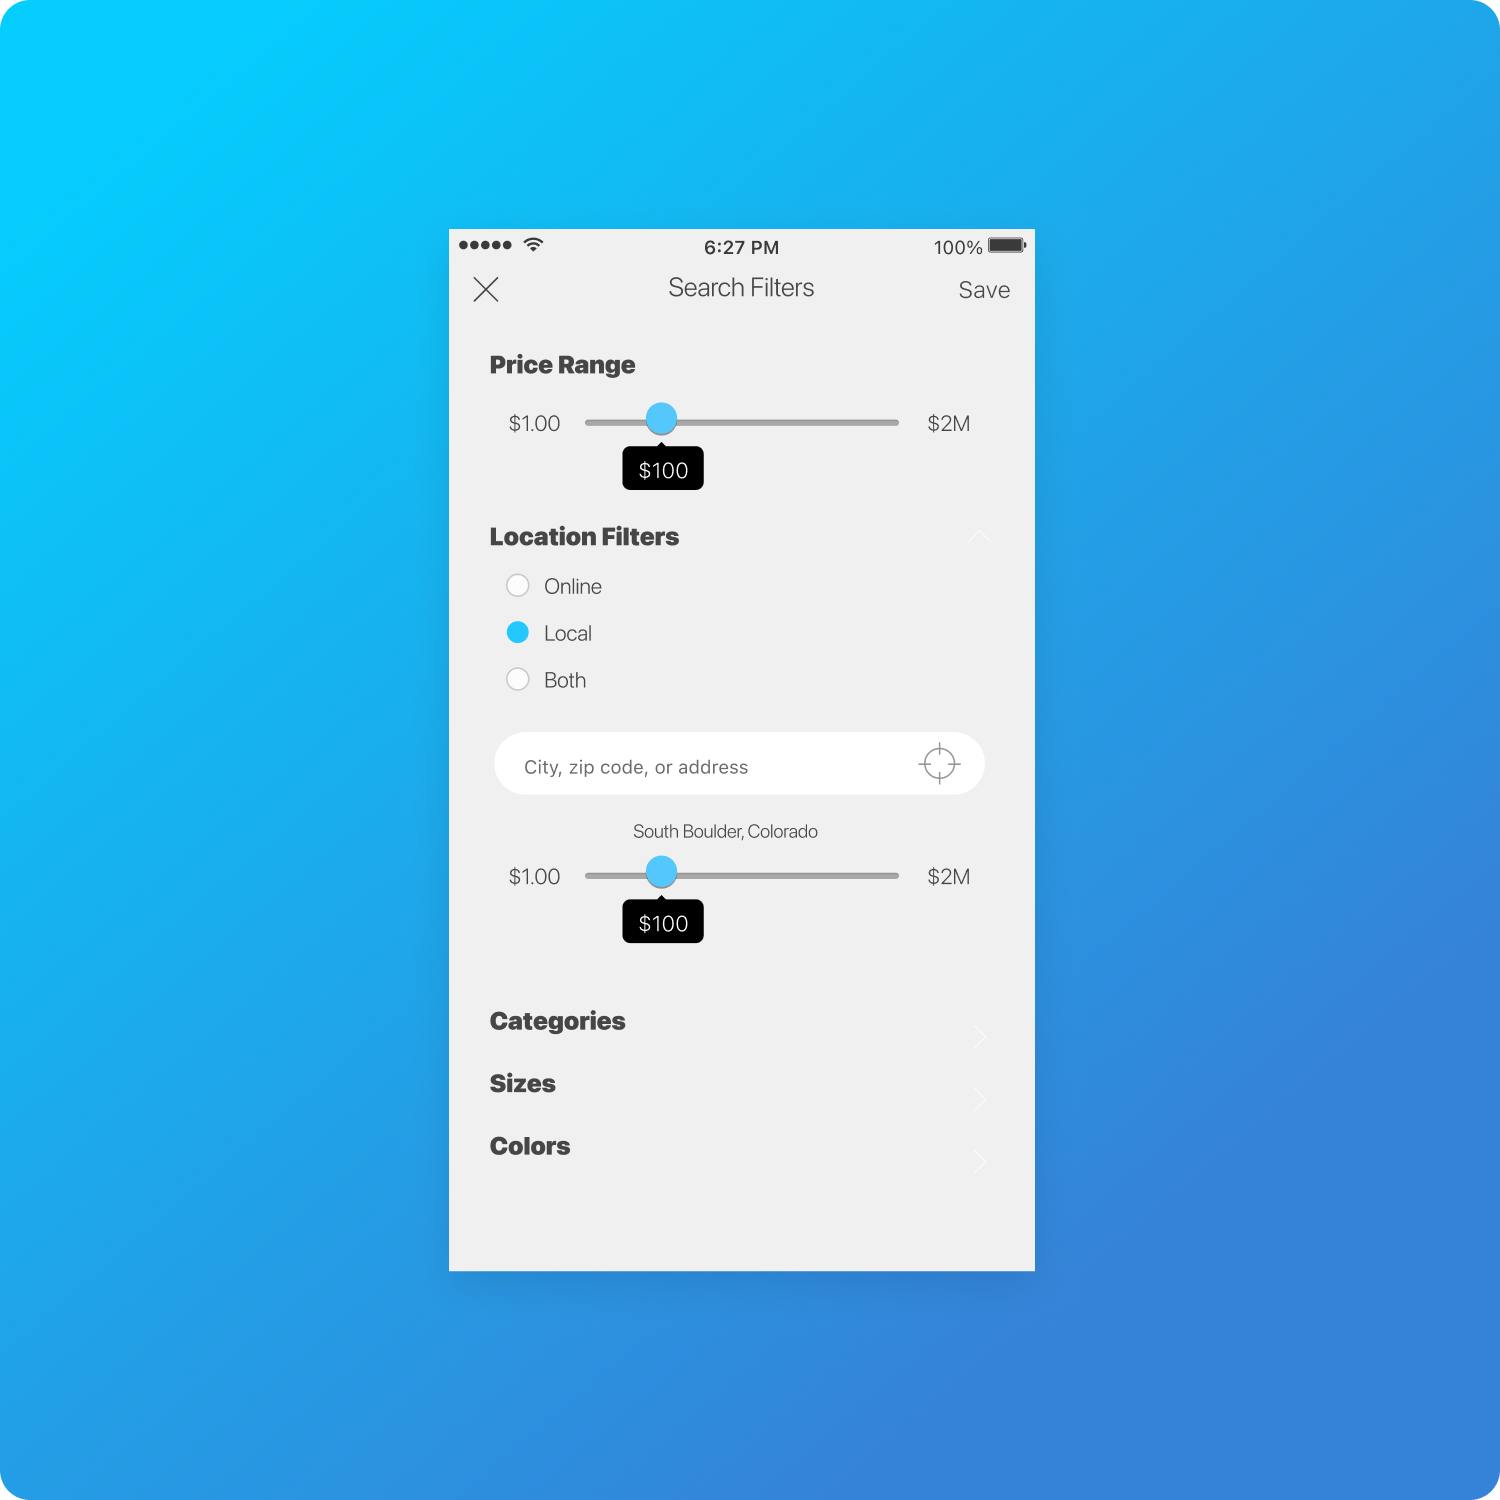 6:27 PM 100%
Search Filters Save
Price Range
$1.00 $2M
$100
Location Filters
Online
Local
Both
City, zip code, or address
South Boulder, Colorado
$1.00 $2M
$100
Categories
Sizes
Colors